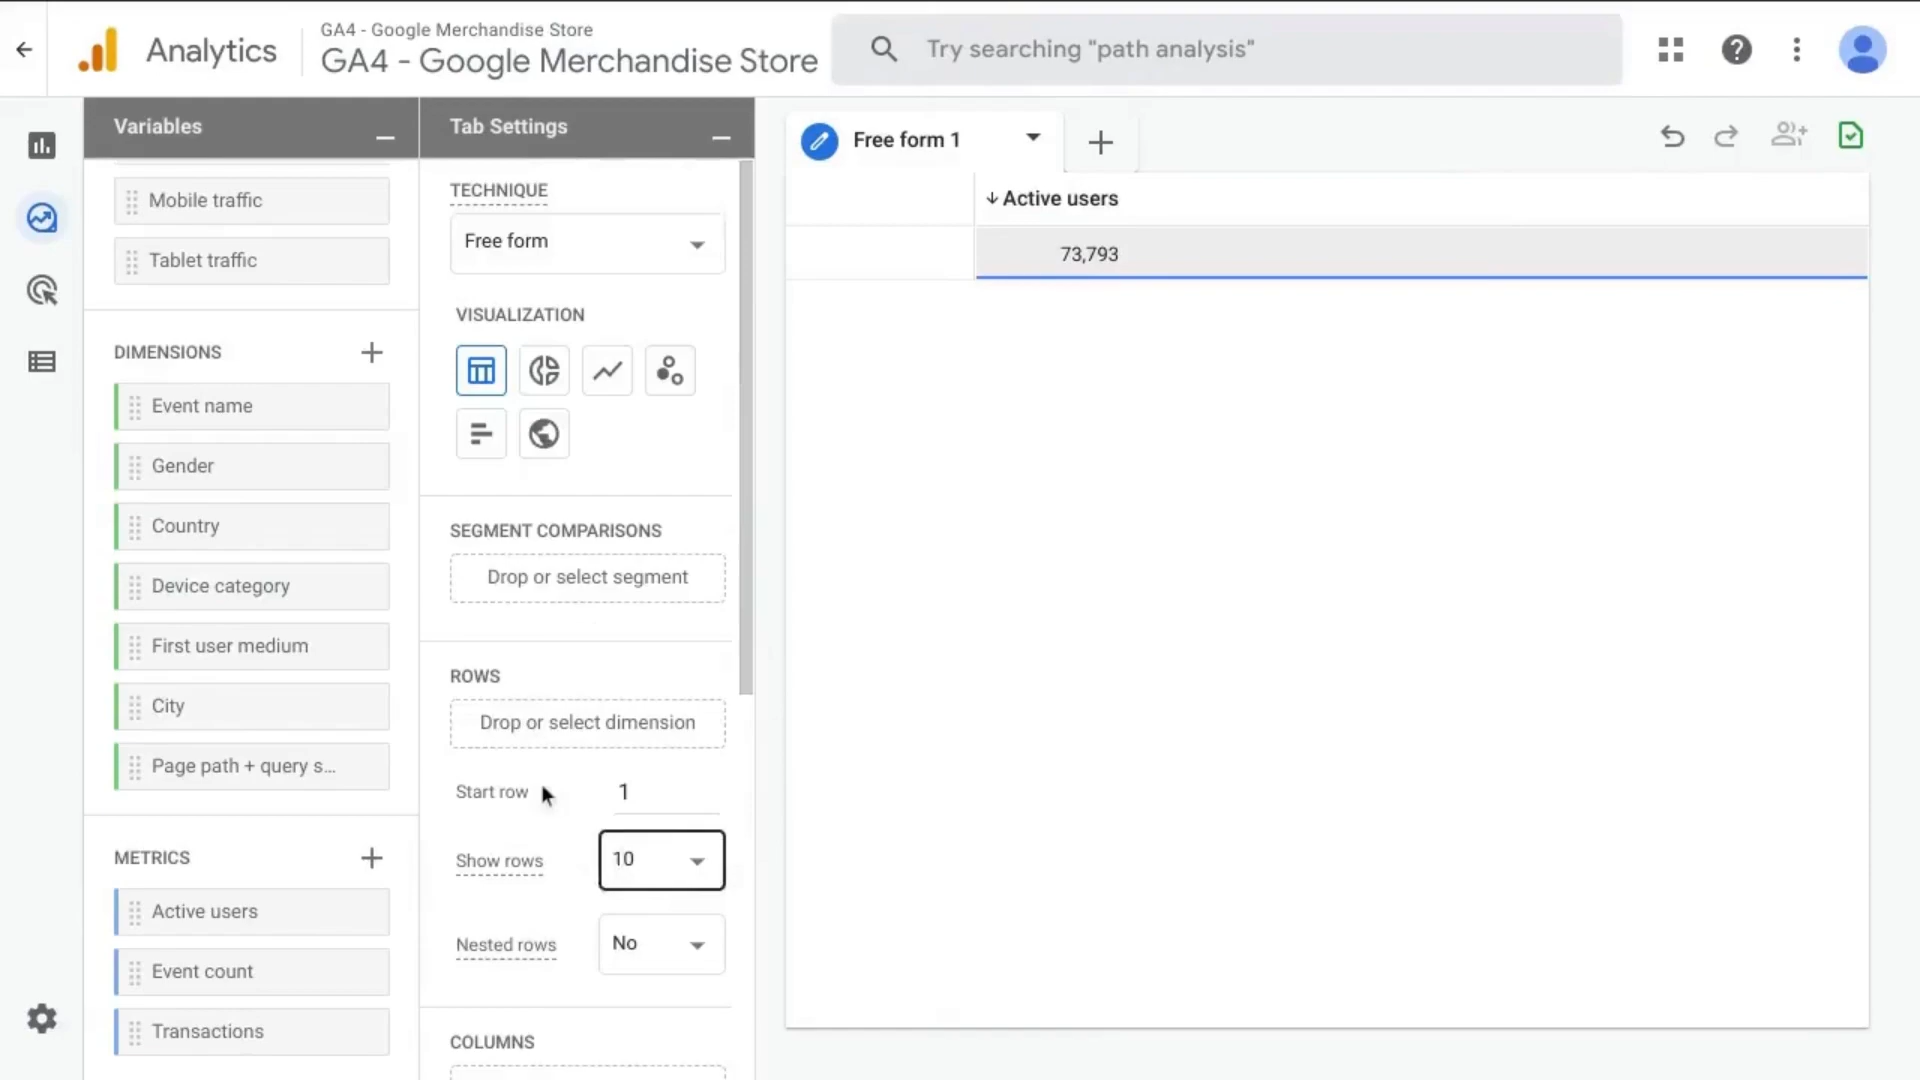 Analytics
GA4 - Google Merchandise Store
GA4 - Google Merchandise Store
Try searching "path analysis"
Variables
Mobile traffic
Tablet traffic
DIMENSIONS
Event name
Gender
Country
Device category
First user medium
City
Page path + query s...
METRICS
Active users
Event count
Transactions
Tab Settings
TECHNIQUE
Free form
VISUALIZATION
SEGMENT COMPARISONS
Drop or select segment
ROWS
Drop or select dimension
Start row 1
Show rows 10
Nested rows No
COLUMNS
Free form 1
Active users
73,793